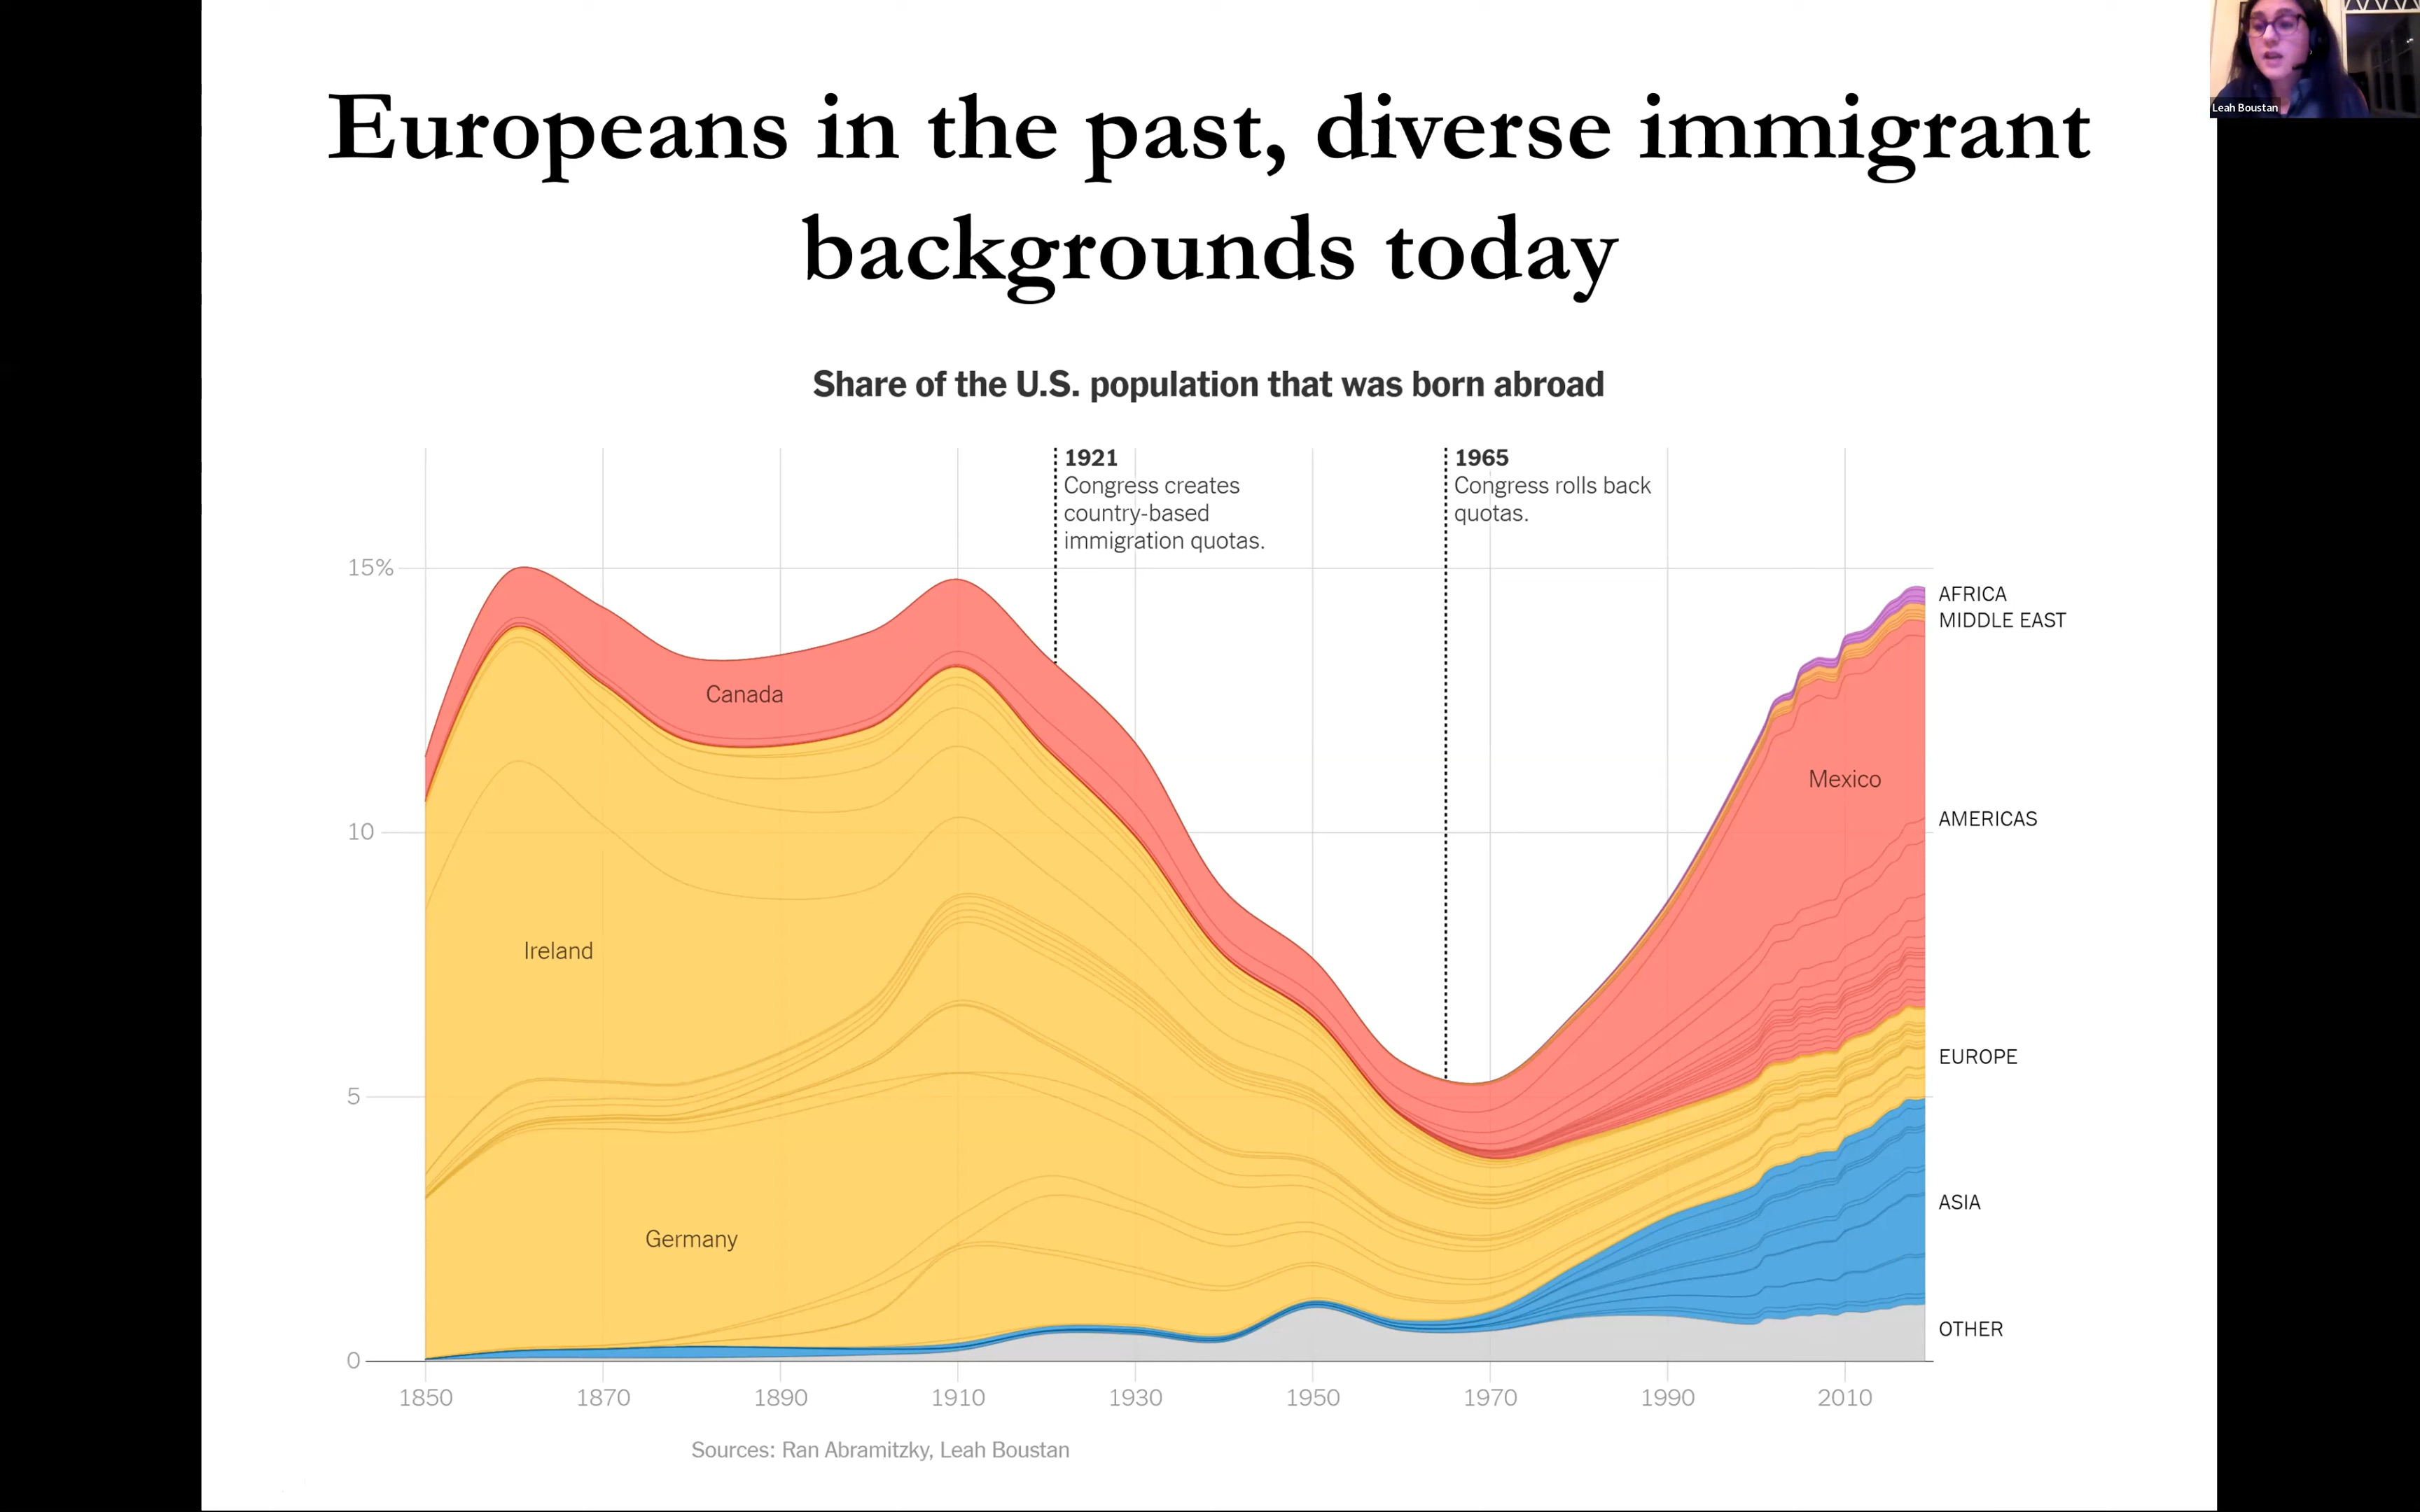 Leah Boustan
Europeans in the past, diverse immigrant
backgrounds today
Share of the U.S. population that was born abroad
1921
Congress creates
country-based
immigration quotas.
1965
Congress rolls back
quotas.
15%
10
5
0
Canada
Ireland
Germany
Mexico
AFRICA
MIDDLE EAST
AMERICAS
EUROPE
ASIA
OTHER
1850 1870 1890 1910 1930 1950 1970 1990 2010
Sources: Ran Abramitzky, Leah Boustan